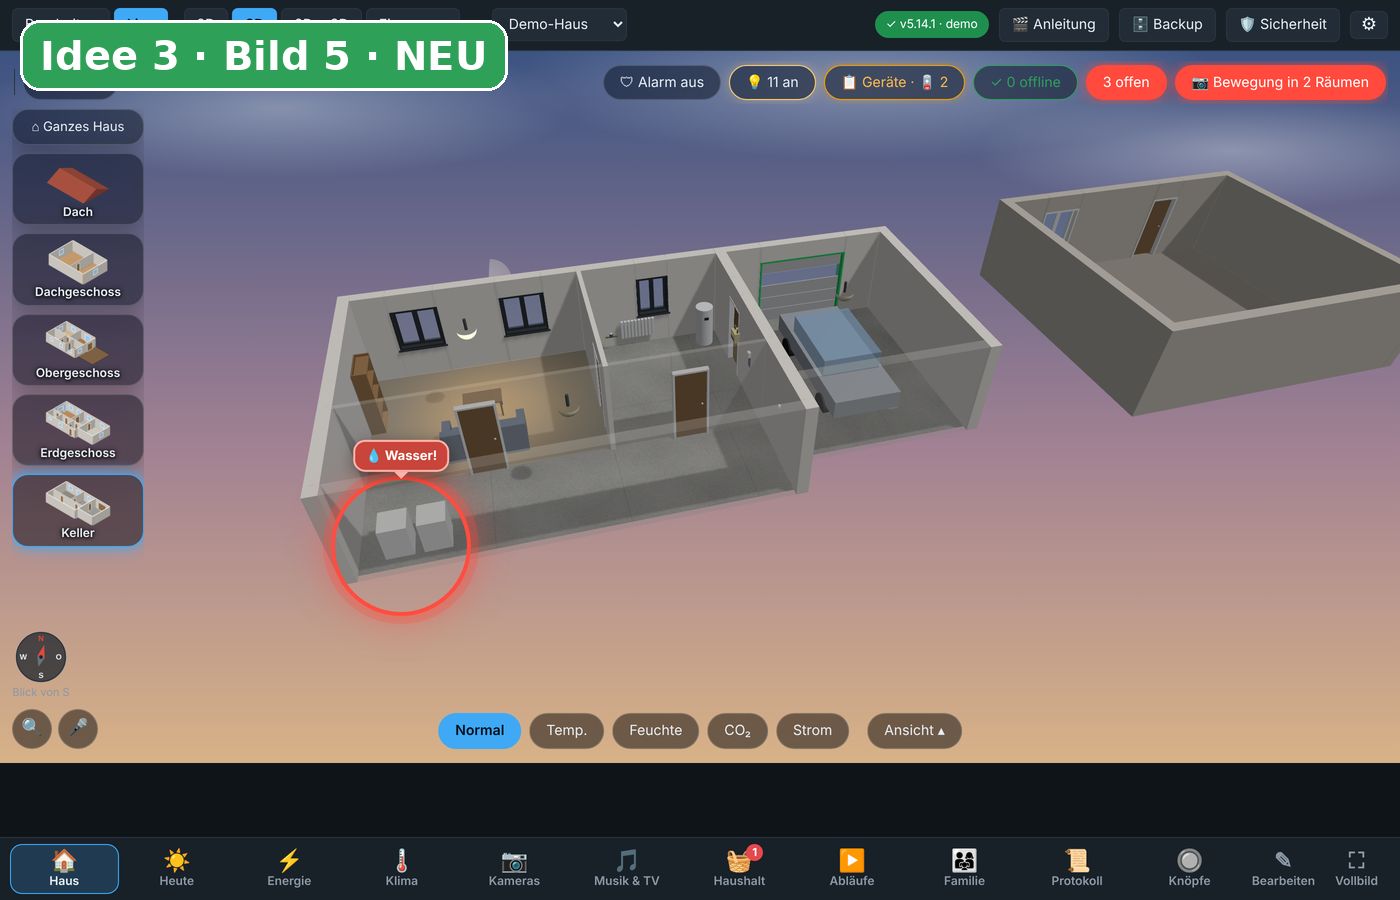 Idee 3 · Bild 5 · NEU
Demo-Haus
✓ v5.14.1 · demo
Anleitung
Backup
Sicherheit
Alarm aus
11 an
Geräte · 2
✓ 0 offline
3 offen
Bewegung in 2 Räumen
⌂ Ganzes Haus
Dach
Dachgeschoss
Obergeschoss
Erdgeschoss
Keller
Wasser!
N
W
O
S
Blick von S
Normal
Temp.
Feuchte
CO₂
Strom
Ansicht ▴
1
Haus
Heute
Energie
Klima
Kameras
Musik & TV
Haushalt
Abläufe
Familie
Protokoll
Knöpfe
Bearbeiten
Vollbild